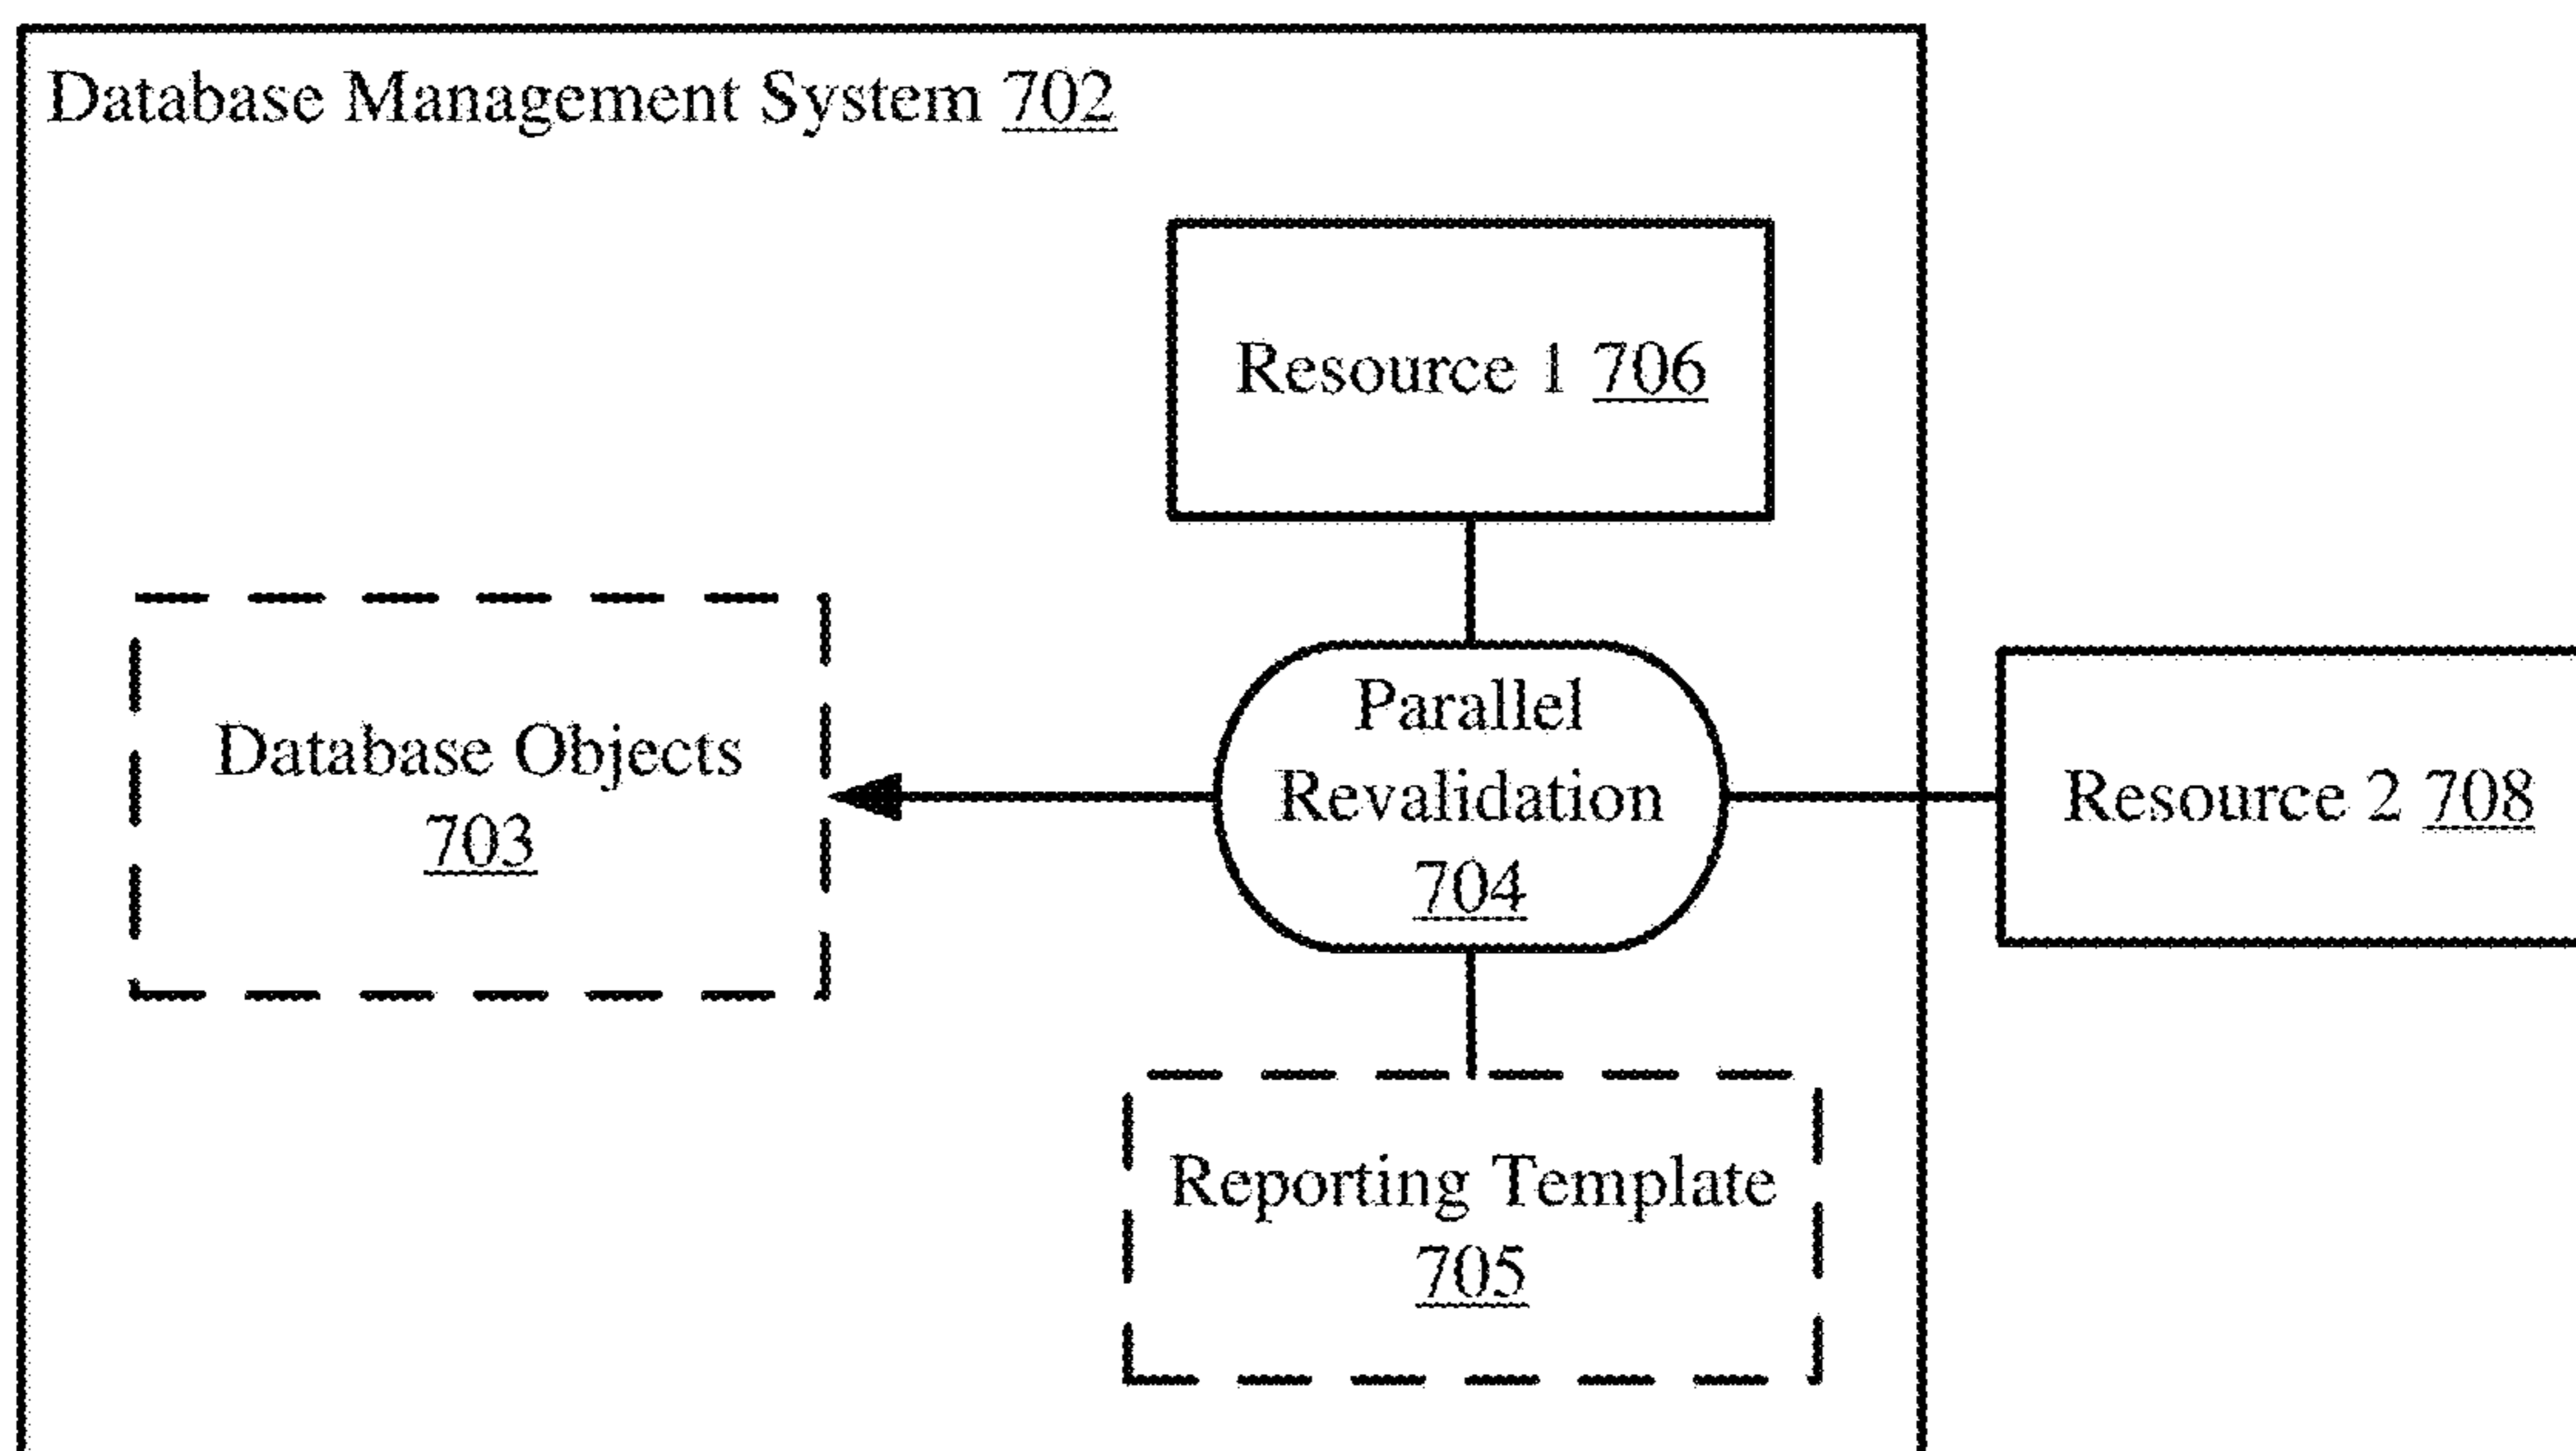 Database Management System 702
Resource 1 706
Database Objects
703
Parallel
Revalidation
704
Resource 2 708
Reporting Template
705